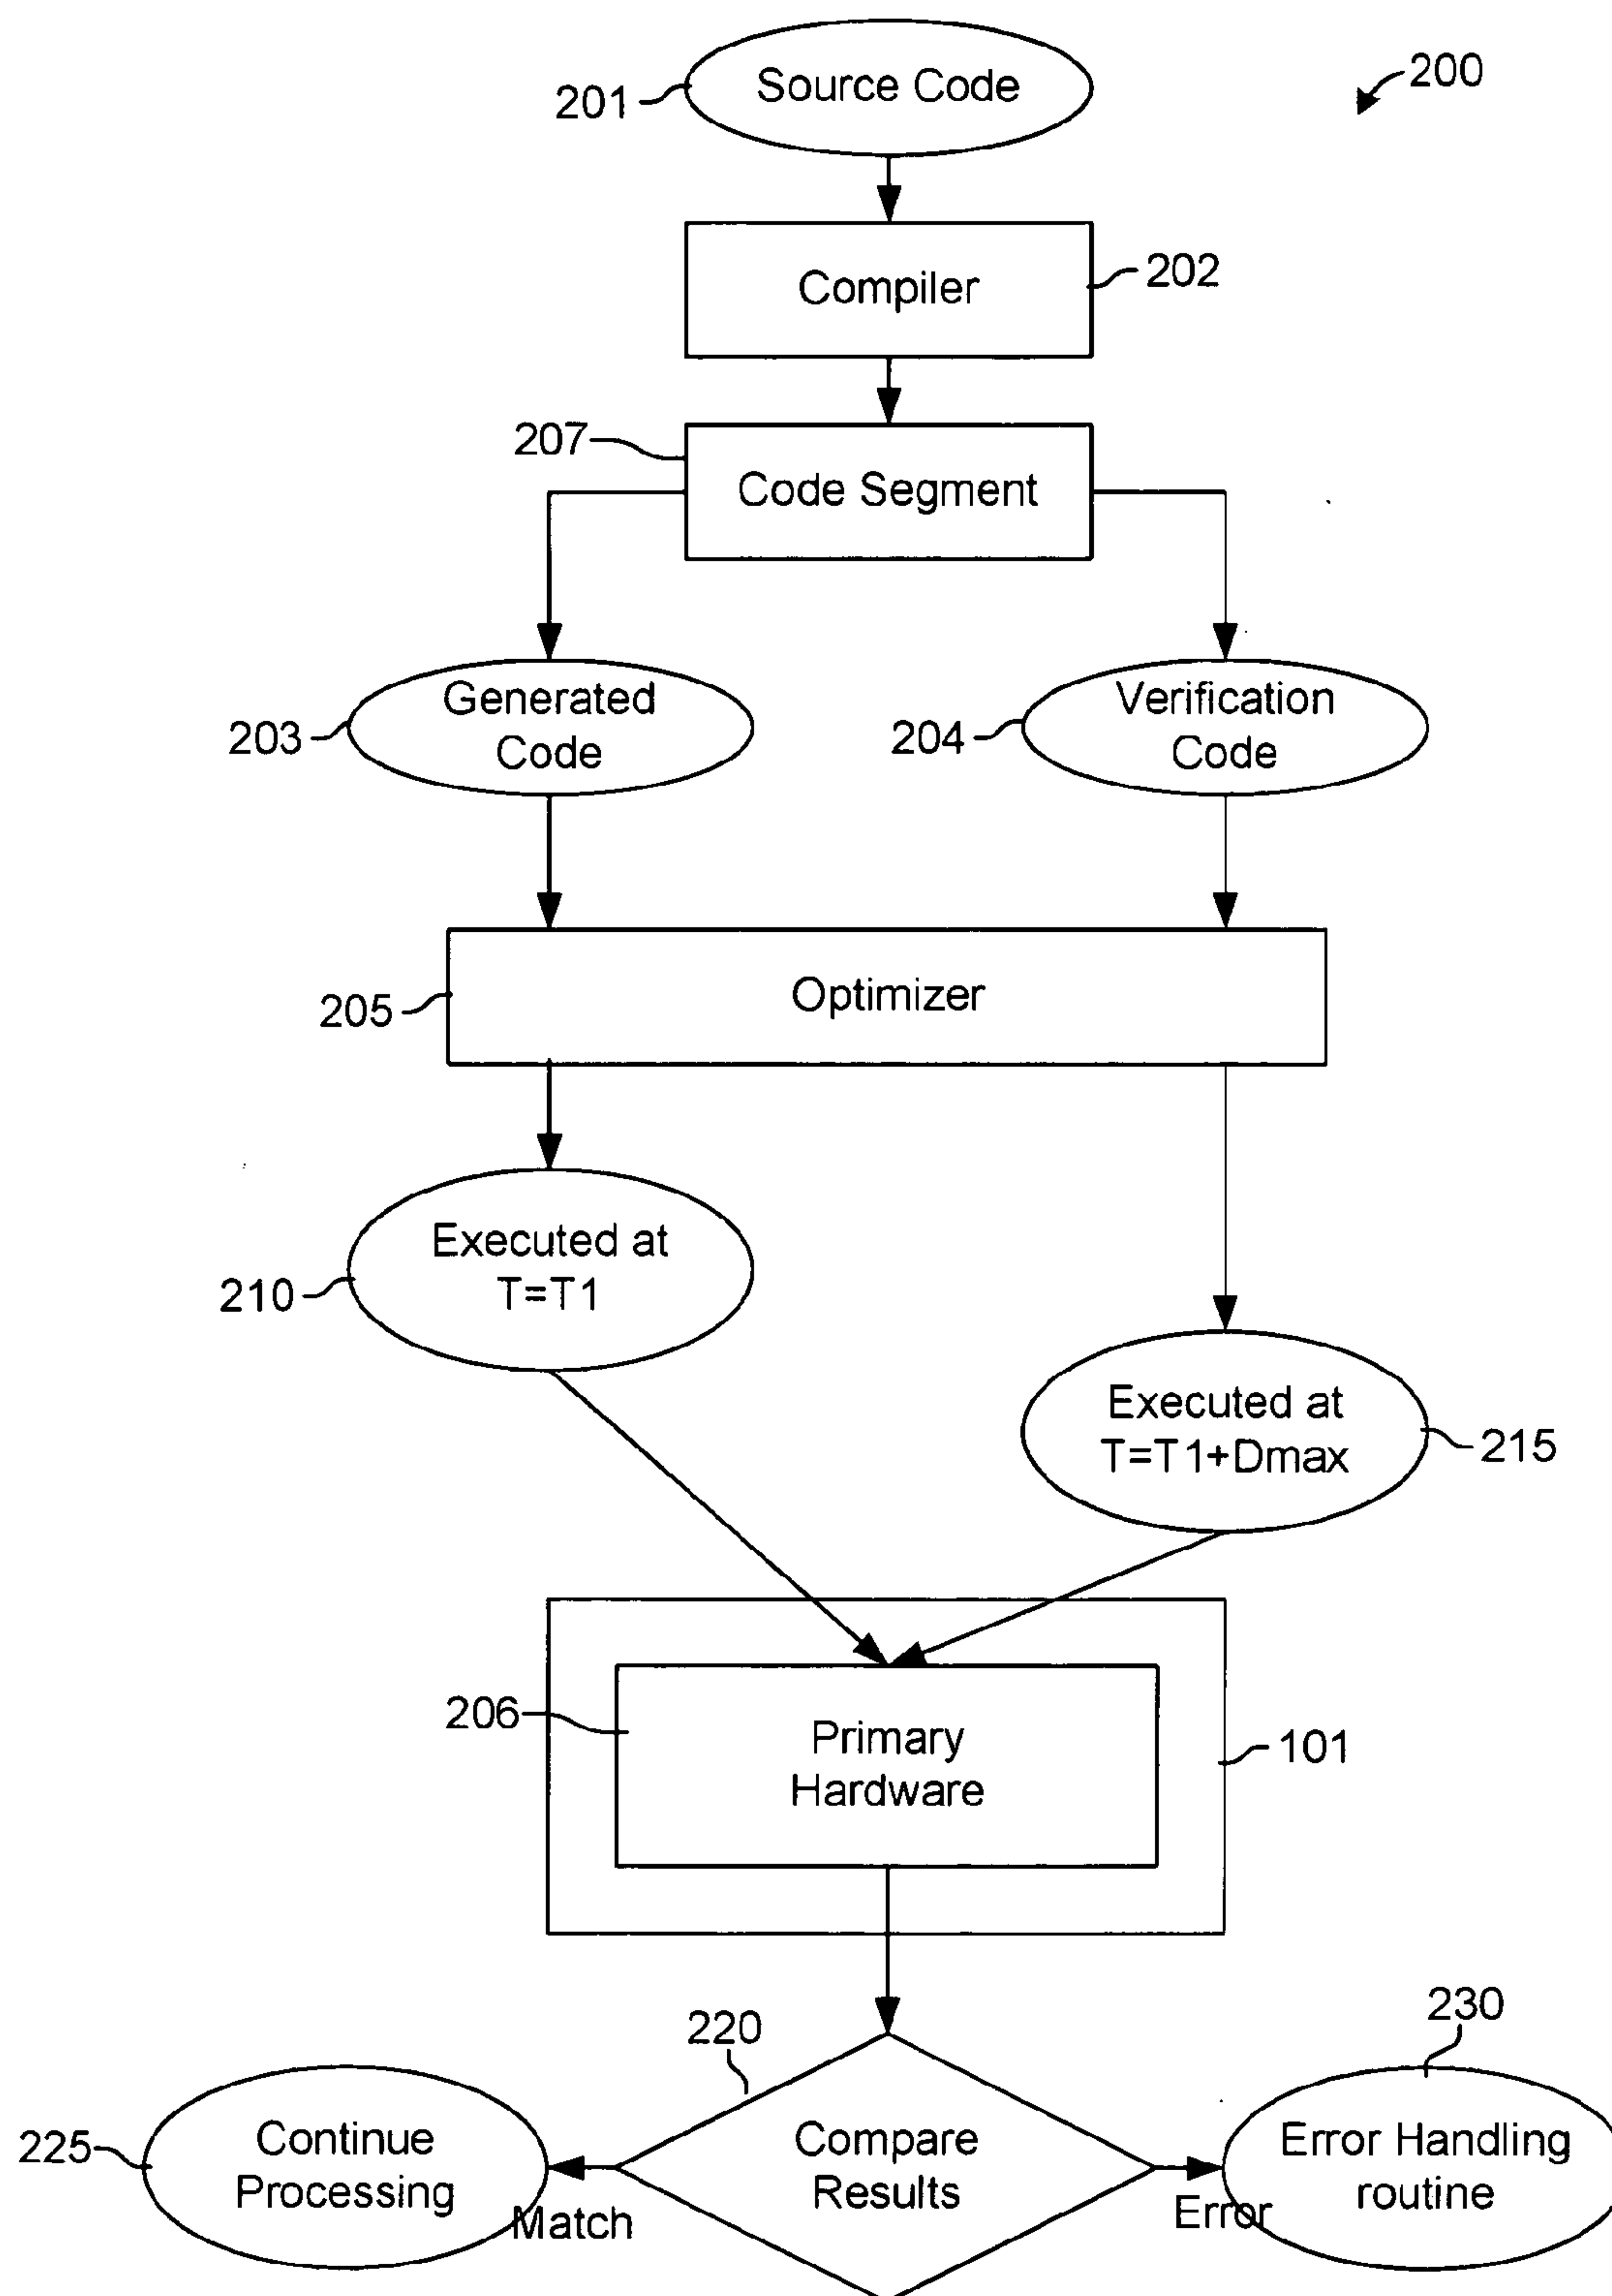 Source Code
201
200
Compiler
202
207
Code Segment
Generated
Code
203
Verification
Code
204
Optimizer
205
Executed at
T=T1
210
Executed at
T=T1+Dmax
215
206
Primary
Hardware
101
220
230
225
Continue
Processing
Match
Compare
Results
Error
Error Handling
routine